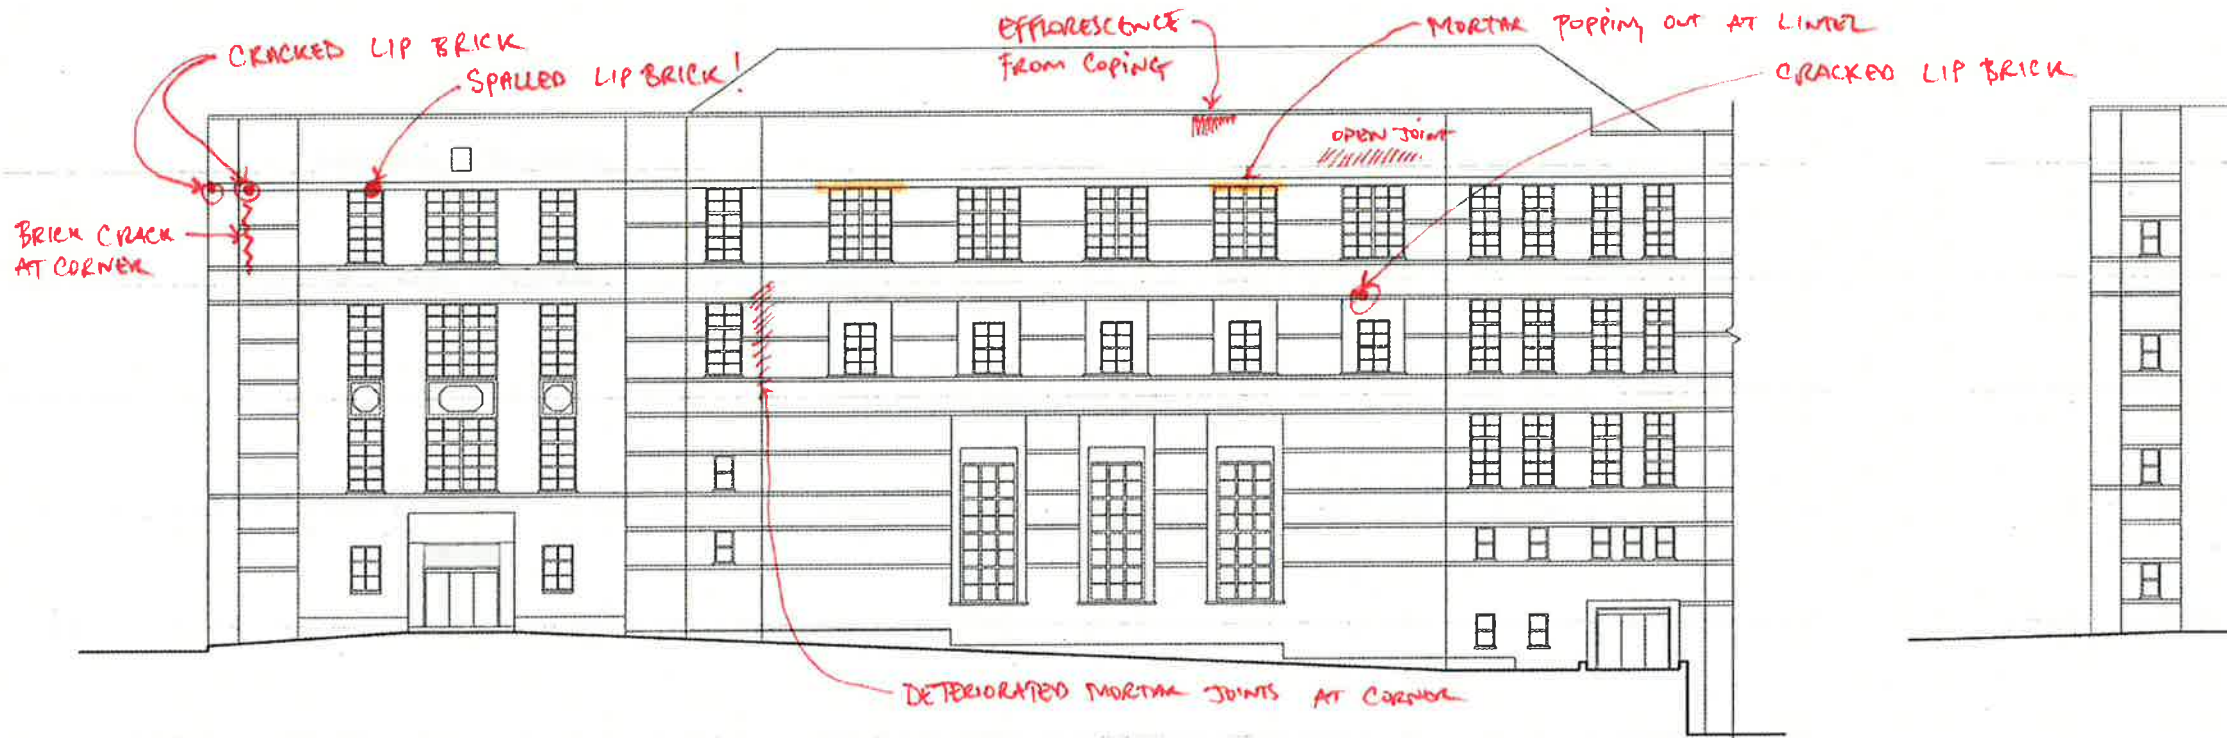 CRACKED LIP BRICK
SPALLED LIP BRICK!
EFFLORESCENCE
FROM COPING
MORTAR POPPING OUT AT LINTEL
CRACKED LIP BRICK
OPEN JOINT
BRICK CRACK
AT CORNER
DETERIORATED MORTAR JOINTS AT CORNER